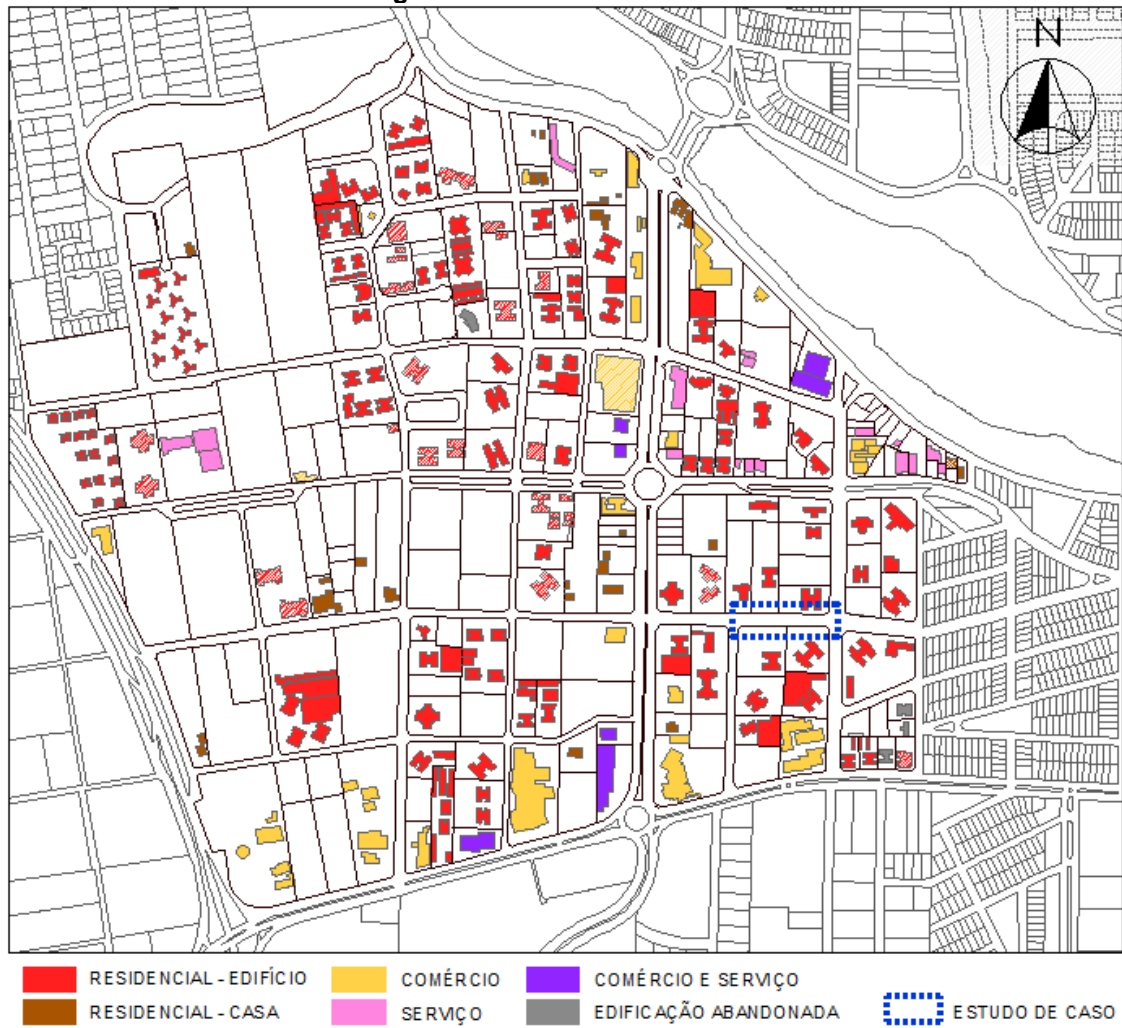 N
RESIDENCIAL - EDIFÍCIO COMÉRCIO COMÉRCIO E SERVIÇO
RESIDENCIAL - CASA SERVIÇO EDIFICAÇÃO ABANDONADA ESTUDO DE CASO